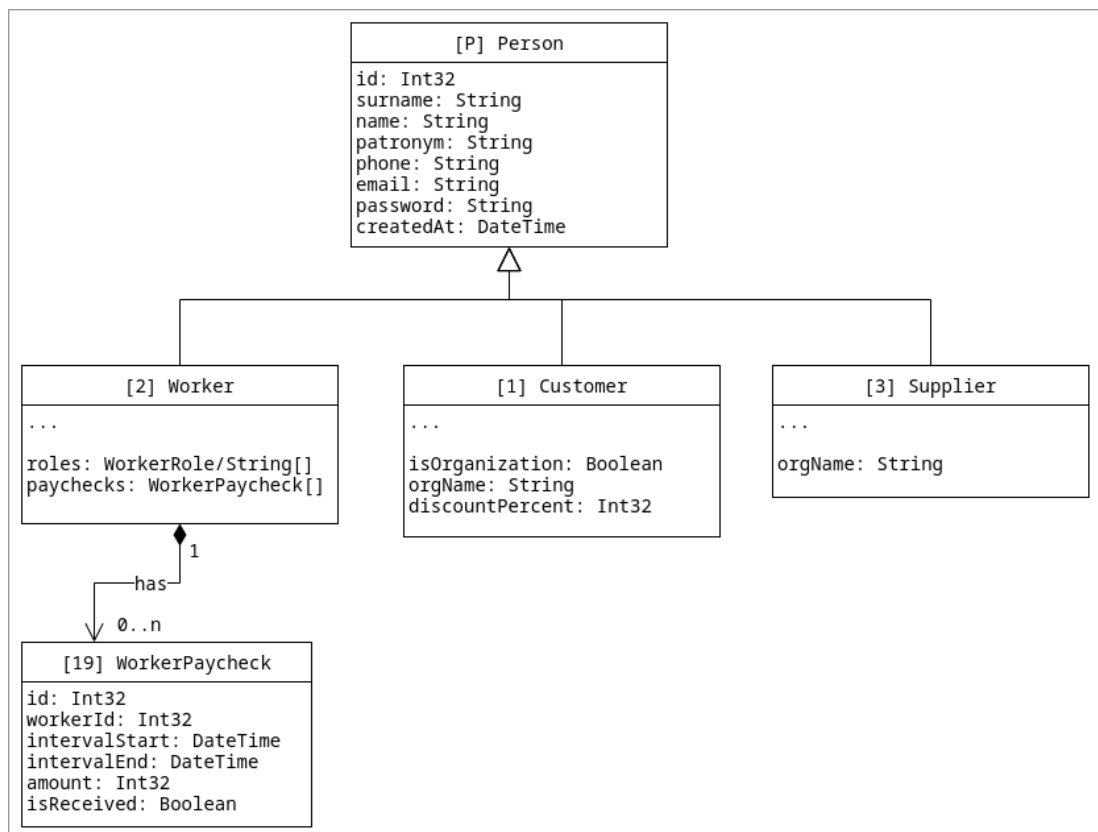 [P] Person
id: Int32
surname: String
name: String
patronym: String
phone: String
email: String
password: String
createdAt: DateTime
[2] Worker
...
roles: WorkerRole/String[]
paychecks: WorkerPaycheck[]
[1] Customer
...
isOrganization: Boolean
orgName: String
discountPercent: Int32
[3] Supplier
...
orgName: String
1
has
0..n
[19] WorkerPaycheck
id: Int32
workerId: Int32
intervalStart: DateTime
intervalEnd: DateTime
amount: Int32
isReceived: Boolean